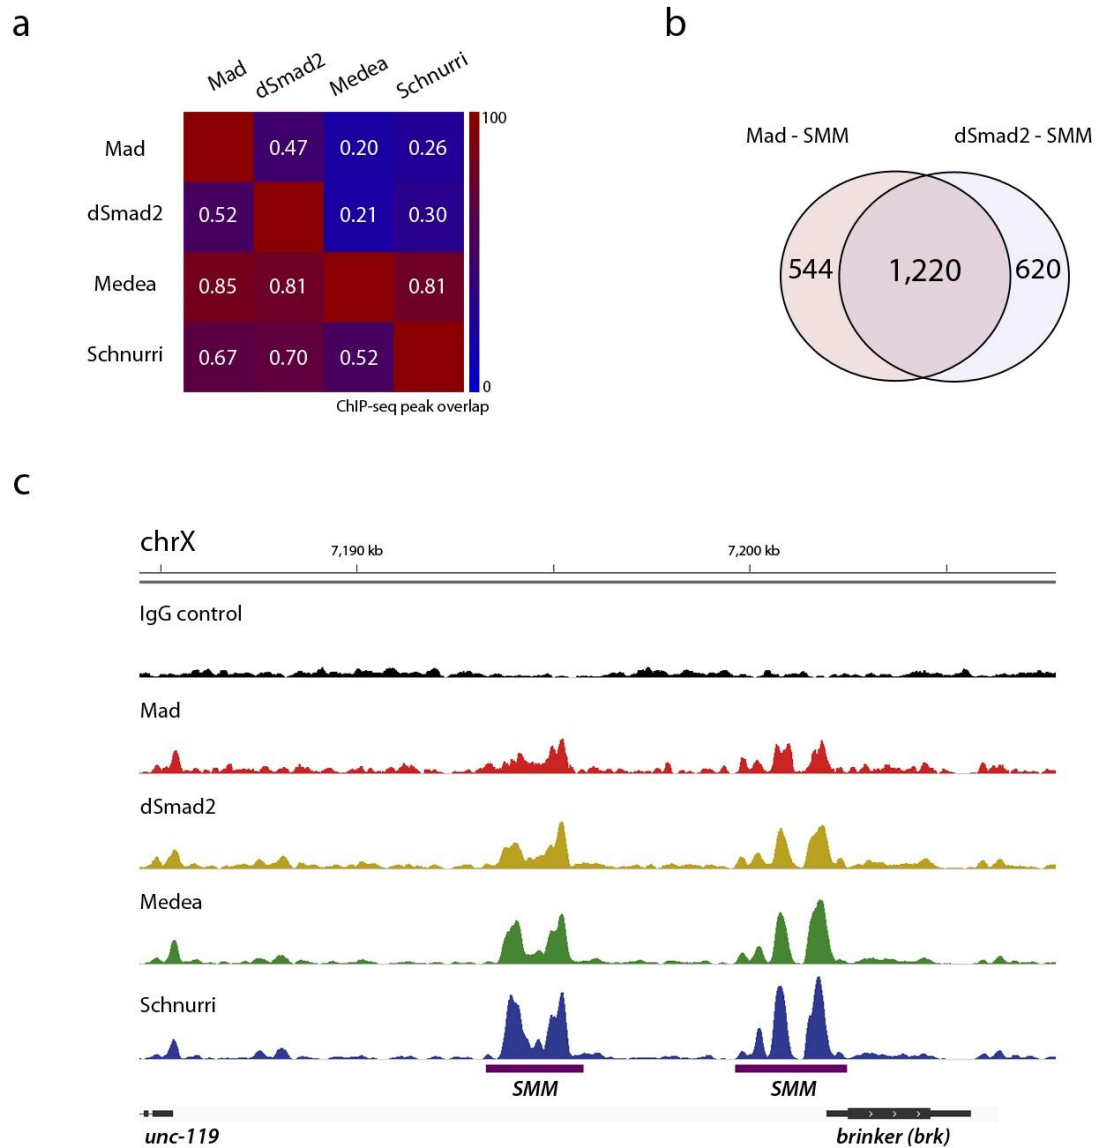 a
Mad dSmad2 Medea Schnurri
Mad 0.47 0.20 0.26
dSmad2 0.52 0.21 0.30
Medea 0.85 0.81 0.81
Schnurri 0.67 0.70 0.52
100
0
ChIP-seq peak overlap
b
Mad - SMM dSmad2 - SMM
544 1,220 620
c
chrX 7,190 kb 7,200 kb
IgG control
Mad
dSmad2
Medea
Schnurri
SMM SMM
unc-119 brinker (brk)